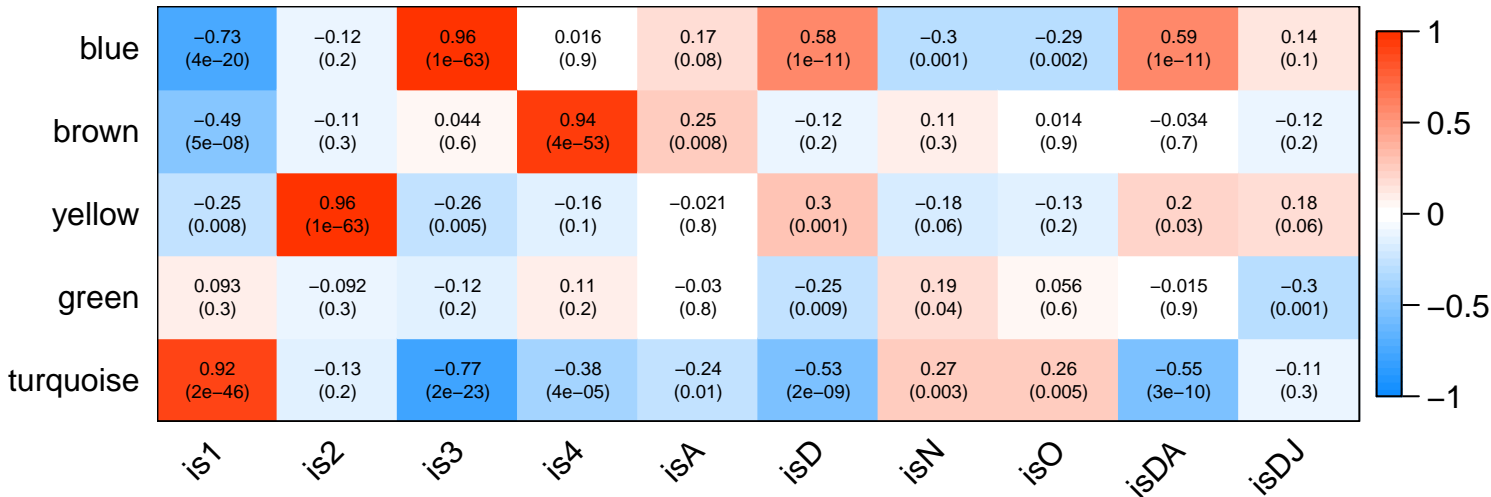 blue −0.73 −0.12 0.96 0.016 0.17 0.58 −0.3 −0.29 0.59 0.14
(4e−20) (0.2) (1e−63) (0.9) (0.08) (1e−11) (0.001) (0.002) (1e−11) (0.1)
brown −0.49 −0.11 0.044 0.94 0.25 −0.12 0.11 0.014 −0.034 −0.12
(5e−08) (0.3) (0.6) (4e−53) (0.008) (0.2) (0.3) (0.9) (0.7) (0.2)
yellow −0.25 0.96 −0.26 −0.16 −0.021 0.3 −0.18 −0.13 0.2 0.18
(0.008) (1e−63) (0.005) (0.1) (0.8) (0.001) (0.06) (0.2) (0.03) (0.06)
green 0.093 −0.092 −0.12 0.11 −0.03 −0.25 0.19 0.056 −0.015 −0.3
(0.3) (0.3) (0.2) (0.2) (0.8) (0.009) (0.04) (0.6) (0.9) (0.001)
turquoise 0.92 −0.13 −0.77 −0.38 −0.24 −0.53 0.27 0.26 −0.55 −0.11
(2e−46) (0.2) (2e−23) (4e−05) (0.01) (2e−09) (0.003) (0.005) (3e−10) (0.3)
is1 is2 is3 is4 isA isD isN isO isDA isDJ
1
0.5
0
−0.5
−1